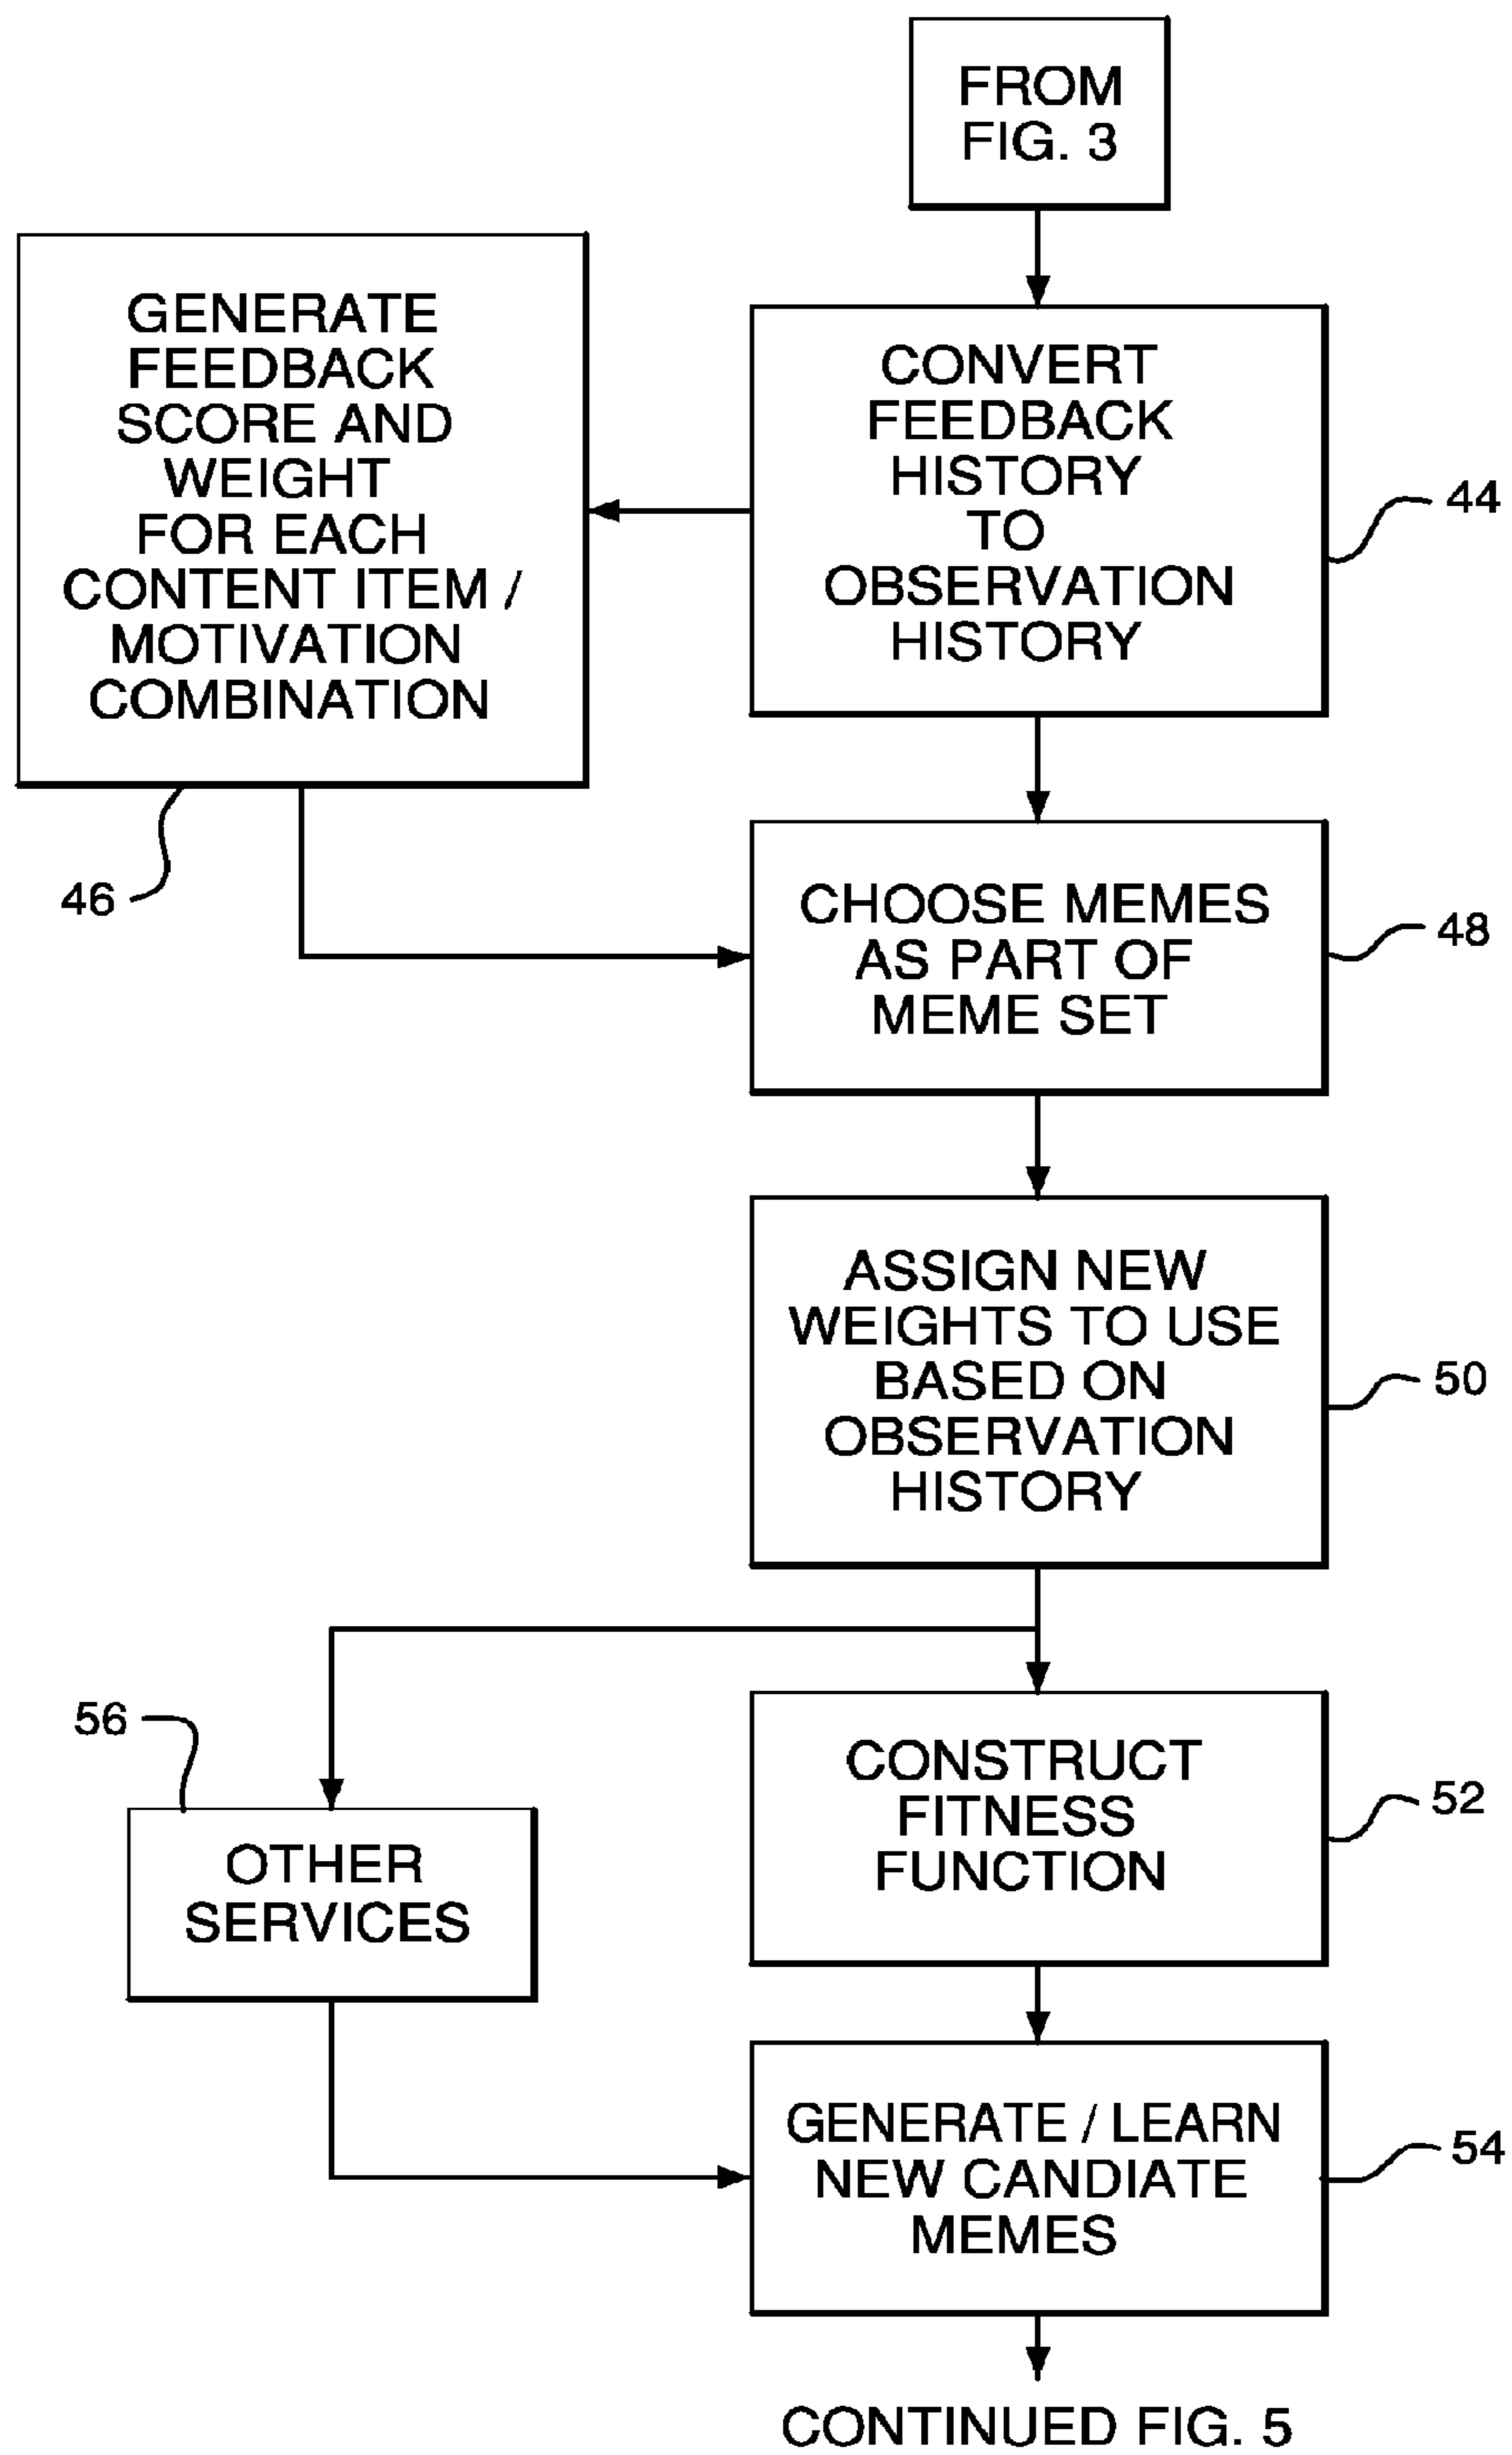 FROM
FIG. 3
GENERATE
FEEDBACK
SCORE AND
WEIGHT
FOR EACH
CONTENT ITEM /
MOTIVATION
COMBINATION
46
CONVERT
FEEDBACK
HISTORY
TO
OBSERVATION
HISTORY
44
CHOOSE MEMES
AS PART OF
MEME SET
48
ASSIGN NEW
WEIGHTS TO USE
BASED ON
OBSERVATION
HISTORY
50
56
OTHER
SERVICES
CONSTRUCT
FITNESS
FUNCTION
52
GENERATE / LEARN
NEW CANDIATE
MEMES
54
CONTINUED FIG. 5